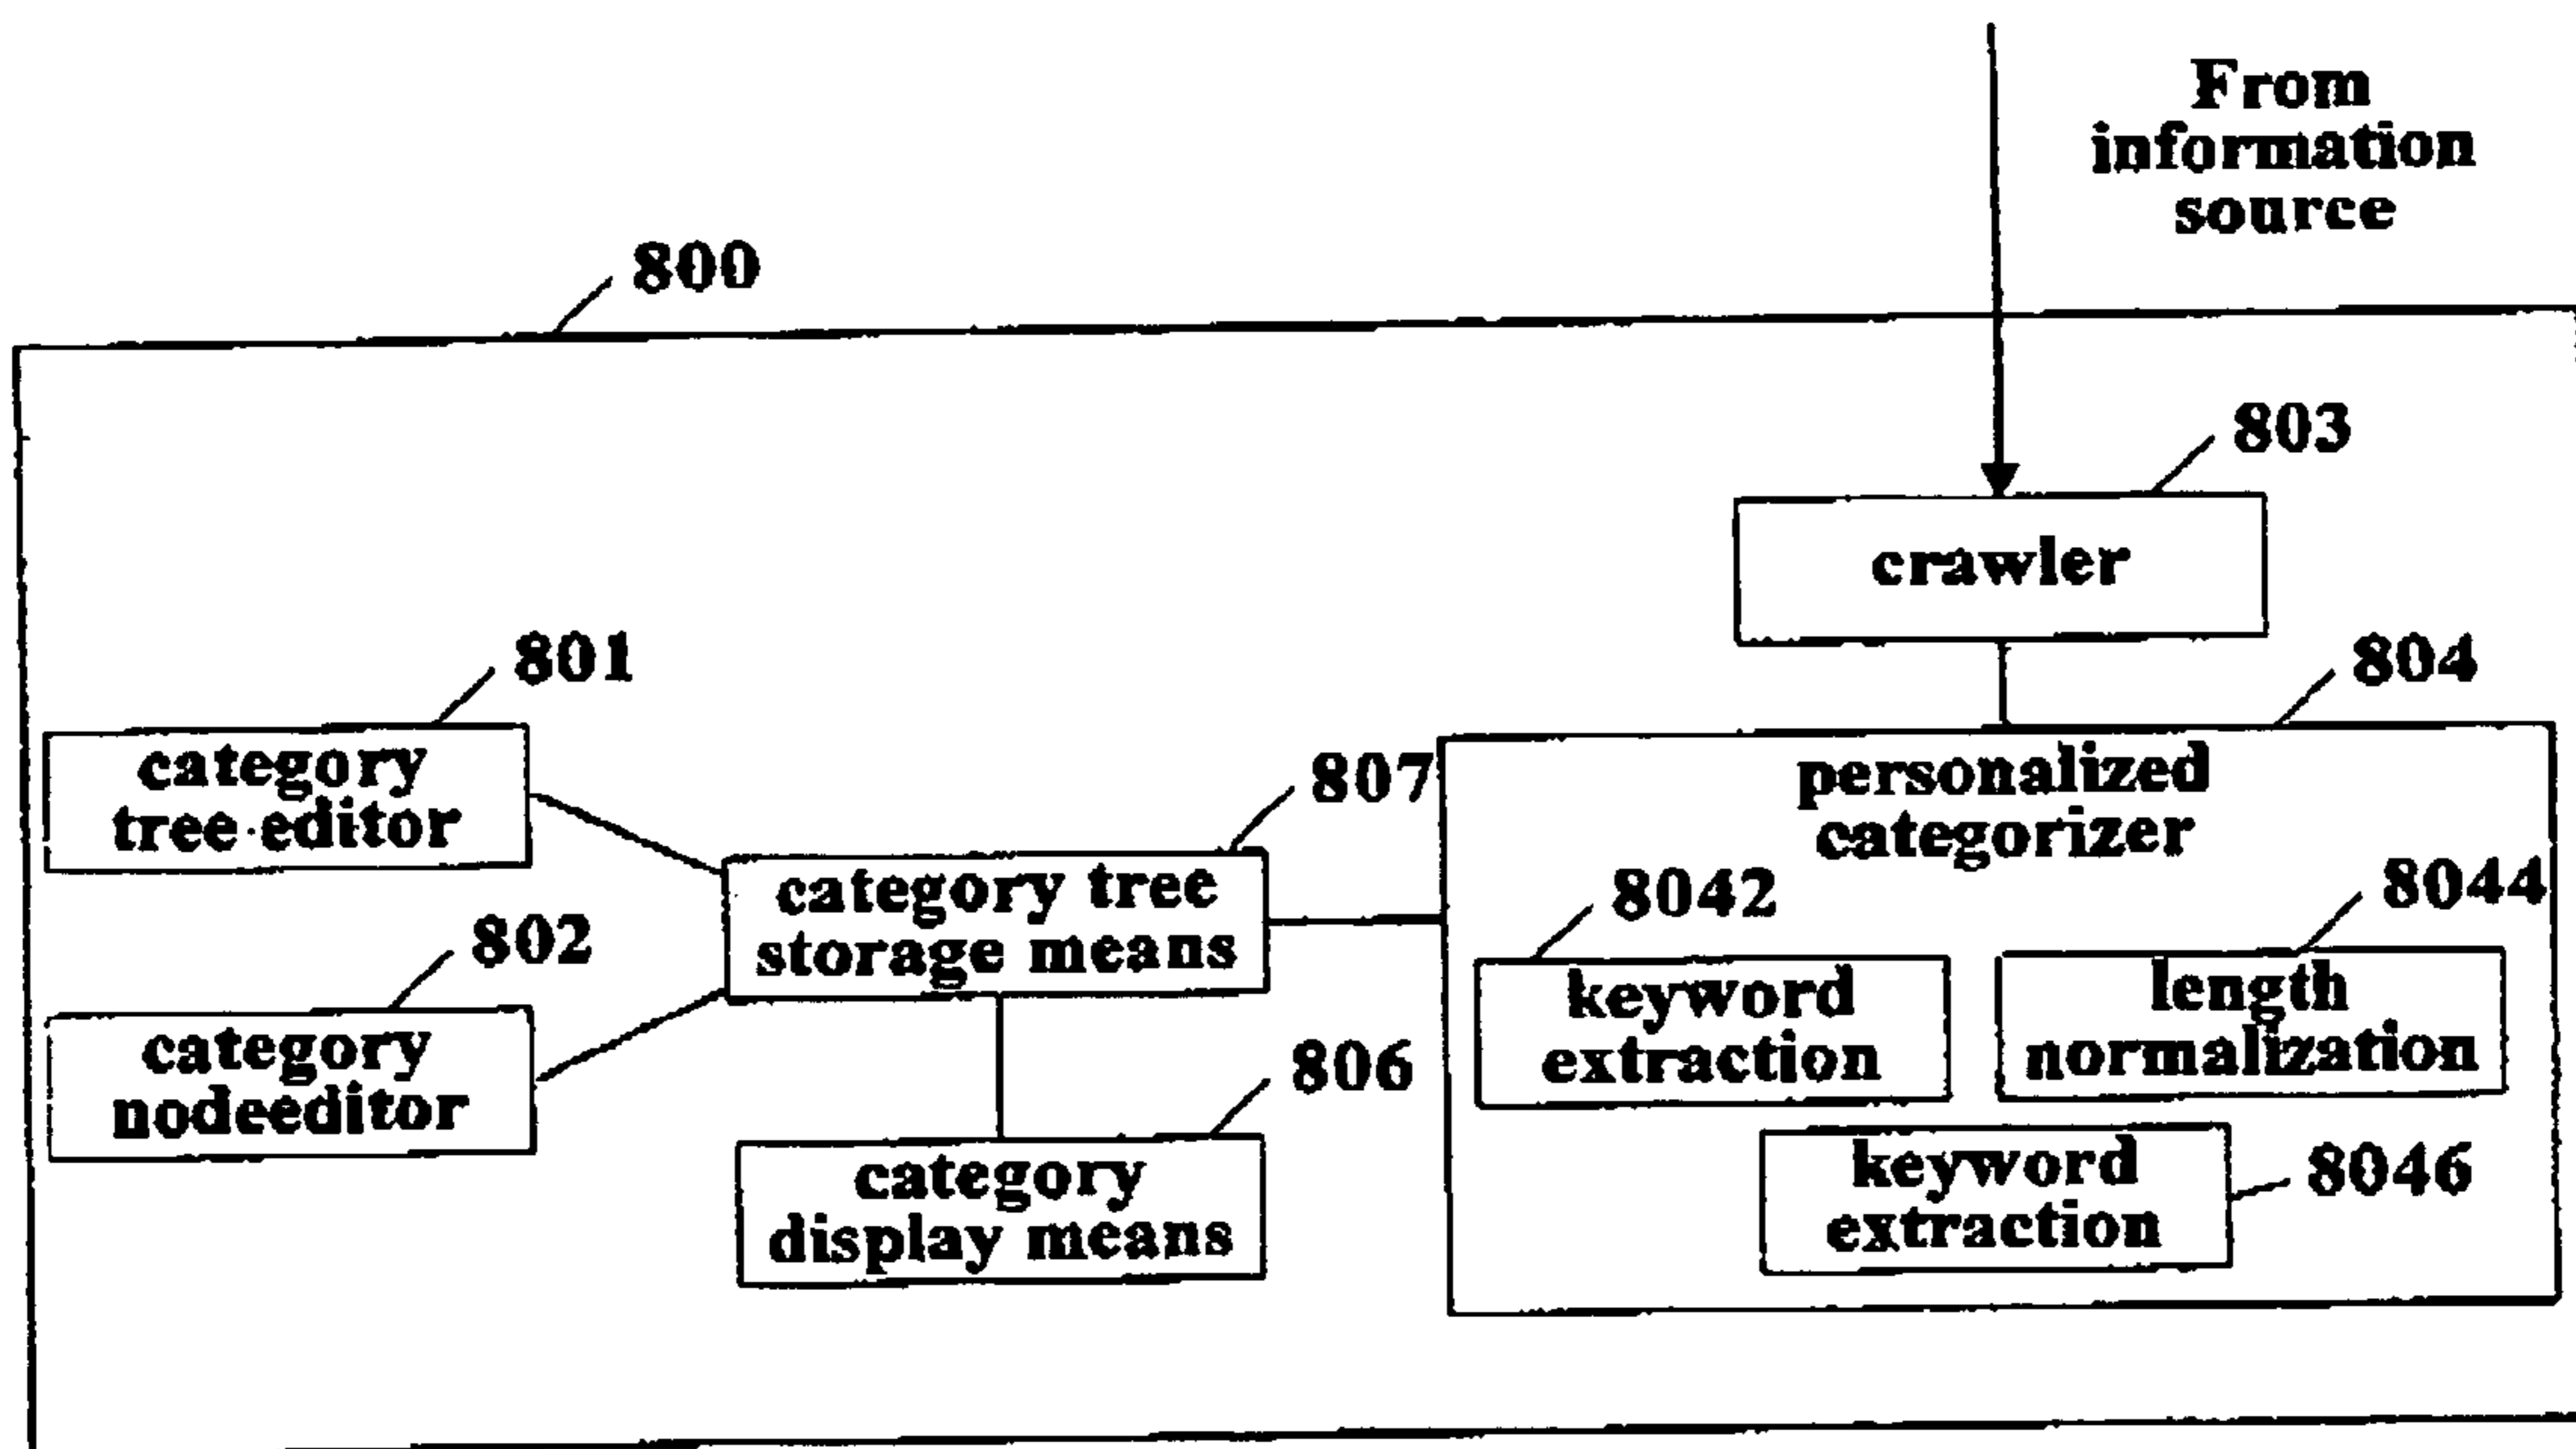 From
information
source
800
803
crawler
801
804
category
tree editor
807
personalized
categorizer
category tree
storage means
8042
8044
802
keyword
extraction
length
normalization
category
nodeeditor
806
category
display means
keyword
extraction
8046